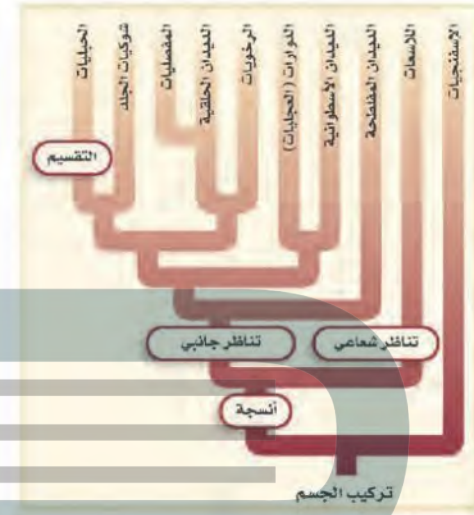 الإسفنجيات
اللاسعات
الديدان المفلطحة
الديدان الأسطوانية
الدوارات (العجليات)
الرخويات
الديدان الحلقية
المفصليات
شوكيات الجلد
الحبليات
التقسيم
تناظر شعاعي
تناظر جانبي
أنسجة
تركيب الجسم